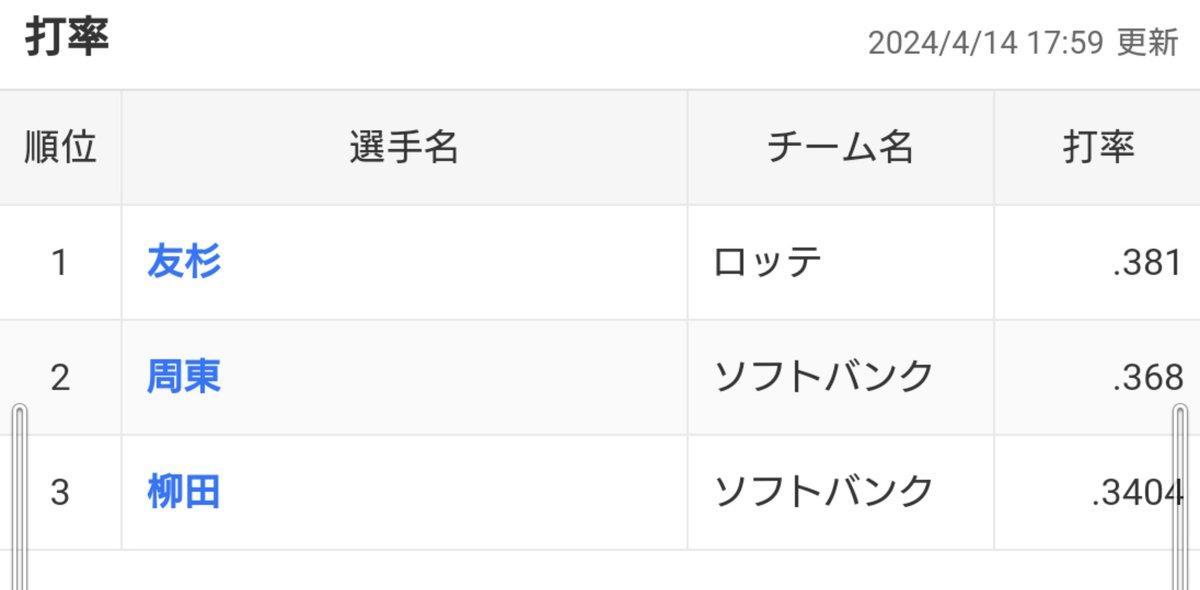 打率
2024/4/14 17:59 更新
順位 選手名 チーム名 打率
1 友杉 ロッテ .381
2 周東 ソフトバンク .368
3 柳田 ソフトバンク .3404